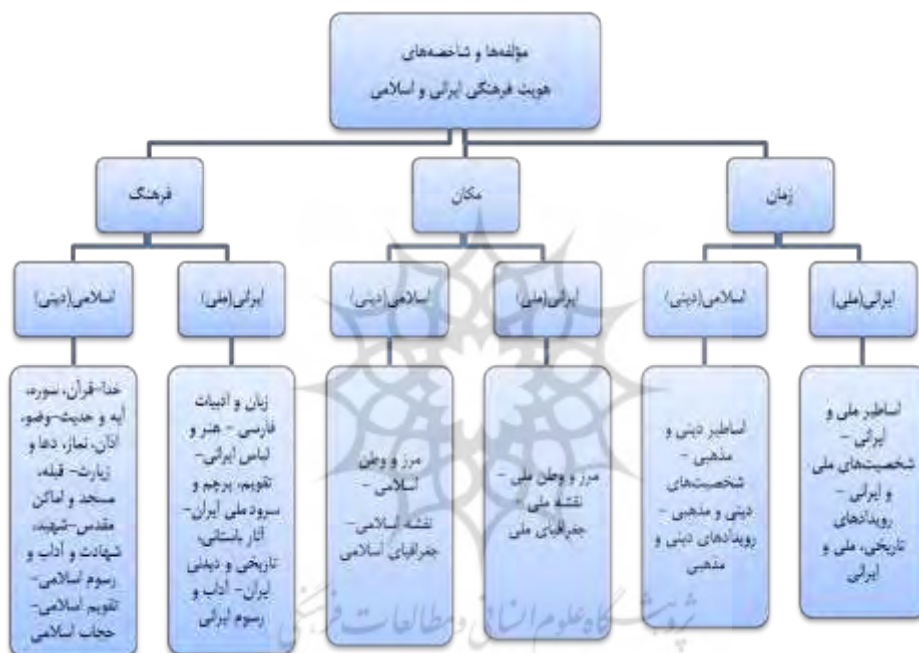 مؤلفه‌ها و شاخصه‌های
هویت فرهنگی ایرانی و اسلامی
زمان
مکان
فرهنگ
ایرانی(ملی)
اسلامی(دینی)
ایرانی(ملی)
اسلامی(دینی)
ایرانی(ملی)
اسلامی(دینی)
اساطیر ملی و
ایرانی –
شخصیت‌های ملی
و ایرانی –
رویدادهای
تاریخی، ملی و
ایرانی
اساطیر دینی و
مذهبی –
شخصیت‌های
دینی و مذهبی –
رویدادهای دینی و
مذهبی
مرز و وطن ملی –
نقشه ملی –
جغرافیای ملی
مرز و وطن
اسلامی –
نقشه اسلامی–
جغرافیای اسلامی
زبان و ادبیات
فارسی – هنر و
لباس ایرانی–
تقویم، پرچم و
سرود ملی ایران–
آثار باستانی،
تاریخی و دیدنی
ایران– آداب و
رسوم ایرانی
خدا–قرآن، سوره،
آیه و حدیث–وضو،
اذان، نماز، دعا و
زیارت– قبله،
مسجد و اماکن
مقدس–شهید،
شهادت و آداب و
رسوم اسلامی–
تقویم اسلامی–
حجاب اسلامی
پژوهشگاه علوم انسانی و مطالعات فرهنگی